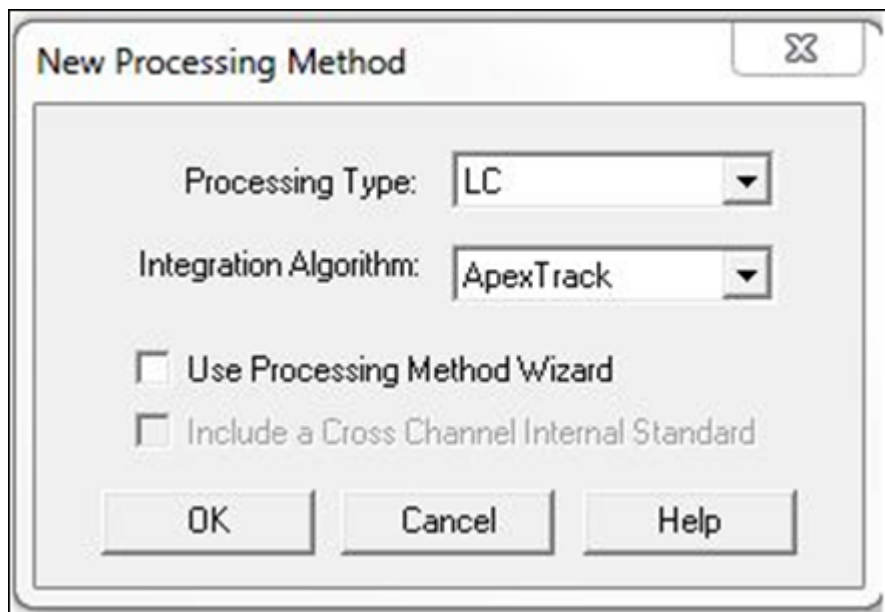 New Processing Method
Processing Type: LC
Integration Algorithm: ApexTrack
Use Processing Method Wizard
Include a Cross Channel Internal Standard
OK Cancel Help